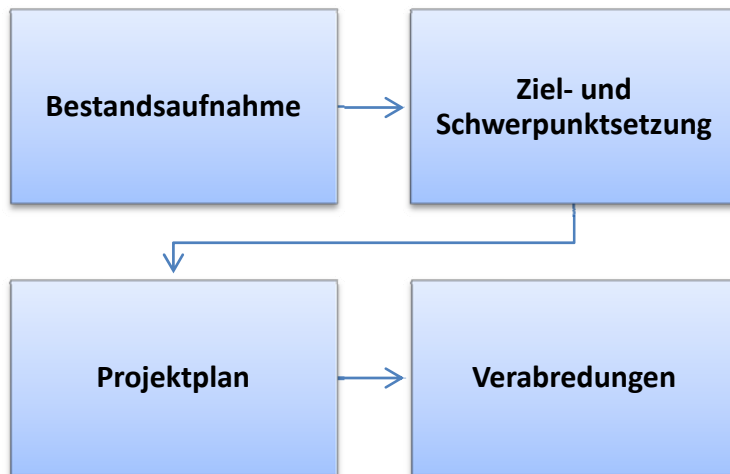 Bestandsaufnahme
Ziel- und
Schwerpunktsetzung
Projektplan
Verabredungen